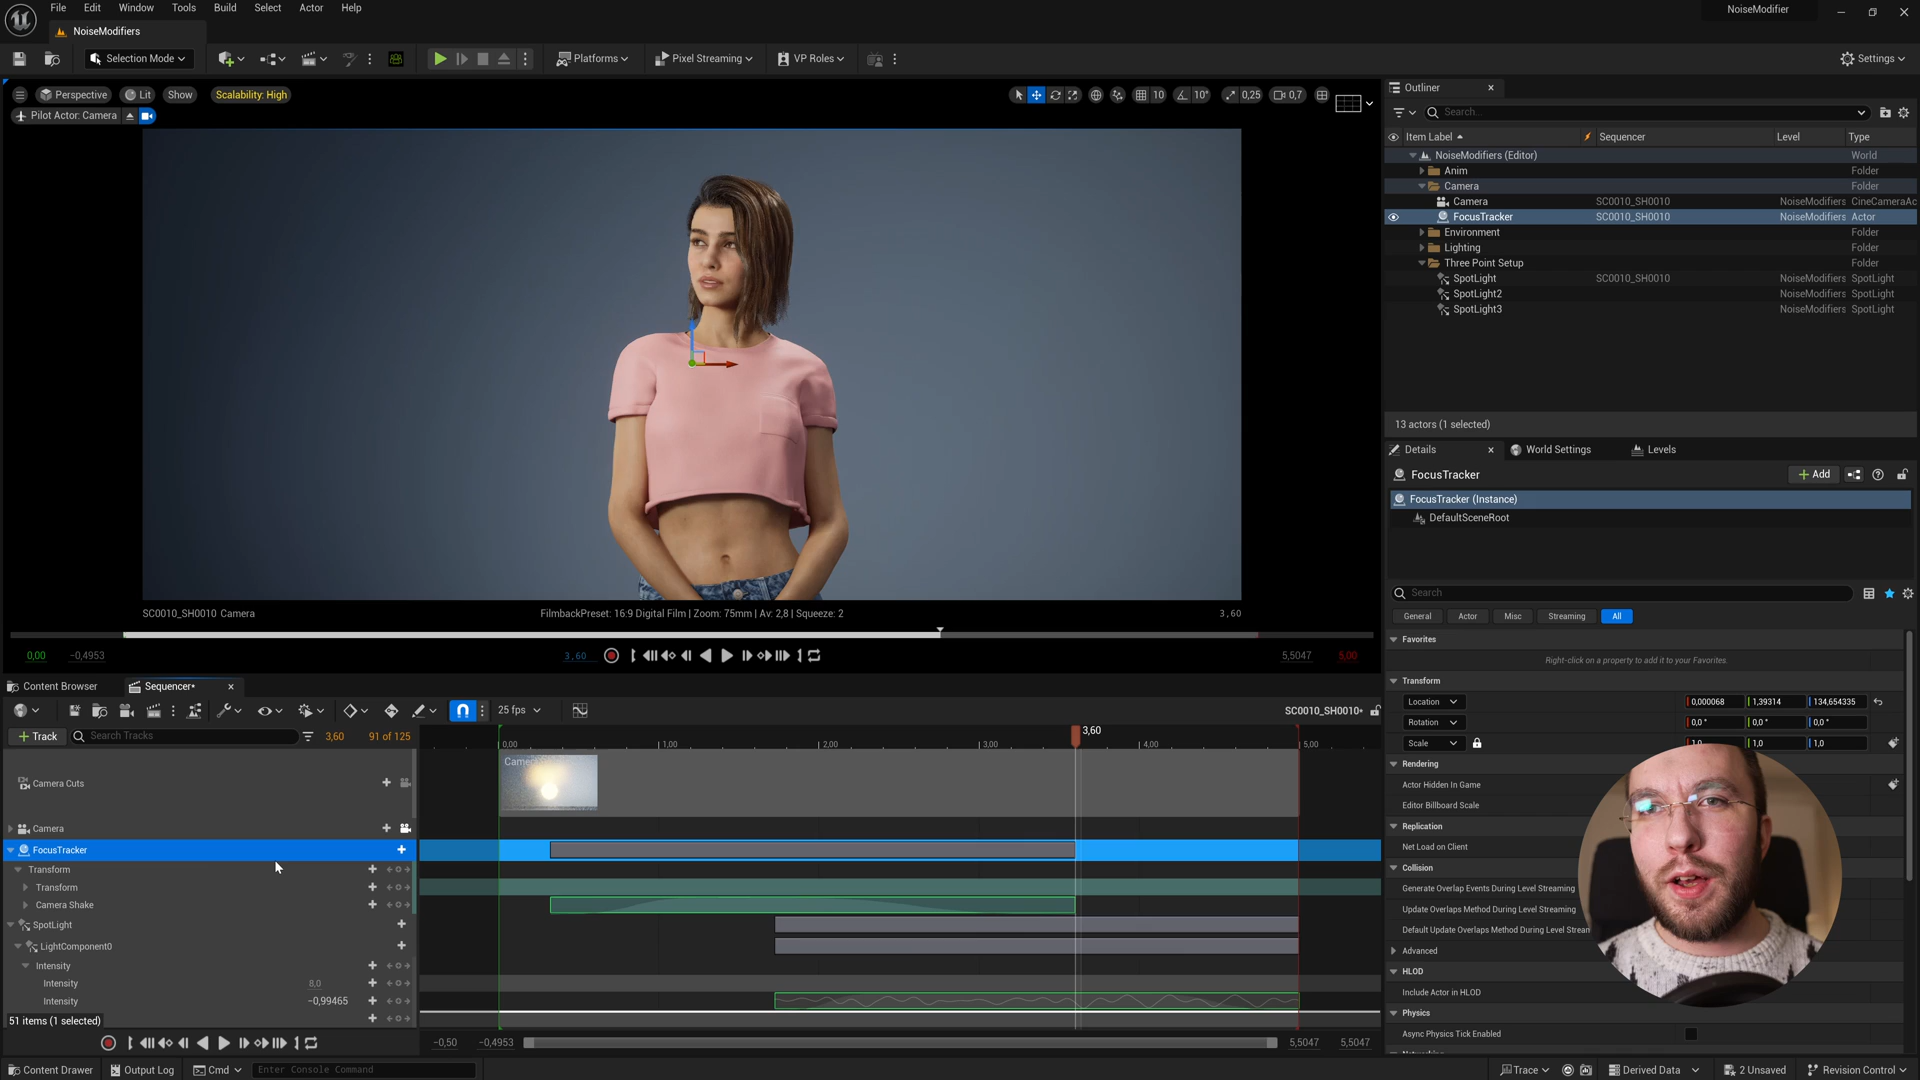 File Edit Window Tools Build Select Actor Help
NoiseModifier
NoiseModifiers
Selection Mode
Platforms
Pixel Streaming
VP Roles
Settings
Perspective
Lit
Show
Scalability: High
10
10°
0,25
0,7
Pilot Actor: Camera
SC0010_SH0010 Camera
FilmbackPreset: 16:9 Digital Film | Zoom: 75mm | Av: 2,8 | Squeeze: 2
3,60
0,00
-0,4953
3,60
5,5047
5,00
Outliner
Search...
Item Label
Sequencer
Level
Type
NoiseModifiers (Editor) World
Anim Folder
Camera Folder
Camera SC0010_SH0010 NoiseModifiers CineCameraAc
FocusTracker SC0010_SH0010 NoiseModifiers Actor
Environment Folder
Lighting Folder
Three Point Setup Folder
SpotLight SC0010_SH0010 NoiseModifiers SpotLight
SpotLight2 NoiseModifiers SpotLight
SpotLight3 NoiseModifiers SpotLight
13 actors (1 selected)
Details
World Settings
Levels
FocusTracker
Add
FocusTracker (Instance)
DefaultSceneRoot
Search
General
Actor
Misc
Streaming
All
Favorites
Right-click on a property to add it to your Favorites.
Transform
Location 0,000068 1,39314 134,654335
Rotation 0,0 ° 0,0 ° 0,0 °
Scale 1,0 1,0 1,0
Rendering
Actor Hidden In Game
Editor Billboard Scale
Replication
Net Load on Client
Collision
Generate Overlap Events During Level Streaming
Update Overlaps Method During Level Streaming
Default Update Overlaps Method During Level Stream
Advanced
HLOD
Include Actor in HLOD
Physics
Async Physics Tick Enabled
Content Browser
Sequencer*
25 fps
SC0010_SH0010*
Track
Search Tracks
3,60
91 of 125
0,00
1,00
2,00
3,00
3,60
4,00
5,00
Camera Cuts
Camera
FocusTracker
Transform
Transform
Camera Shake
SpotLight
LightComponent0
Intensity
Intensity 8,0
Intensity -0,99465
51 items (1 selected)
-0,50
-0,4953
5,5047
5,5047
Content Drawer
Output Log
Cmd
Enter Console Command
Trace
Derived Data
2 Unsaved
Revision Control